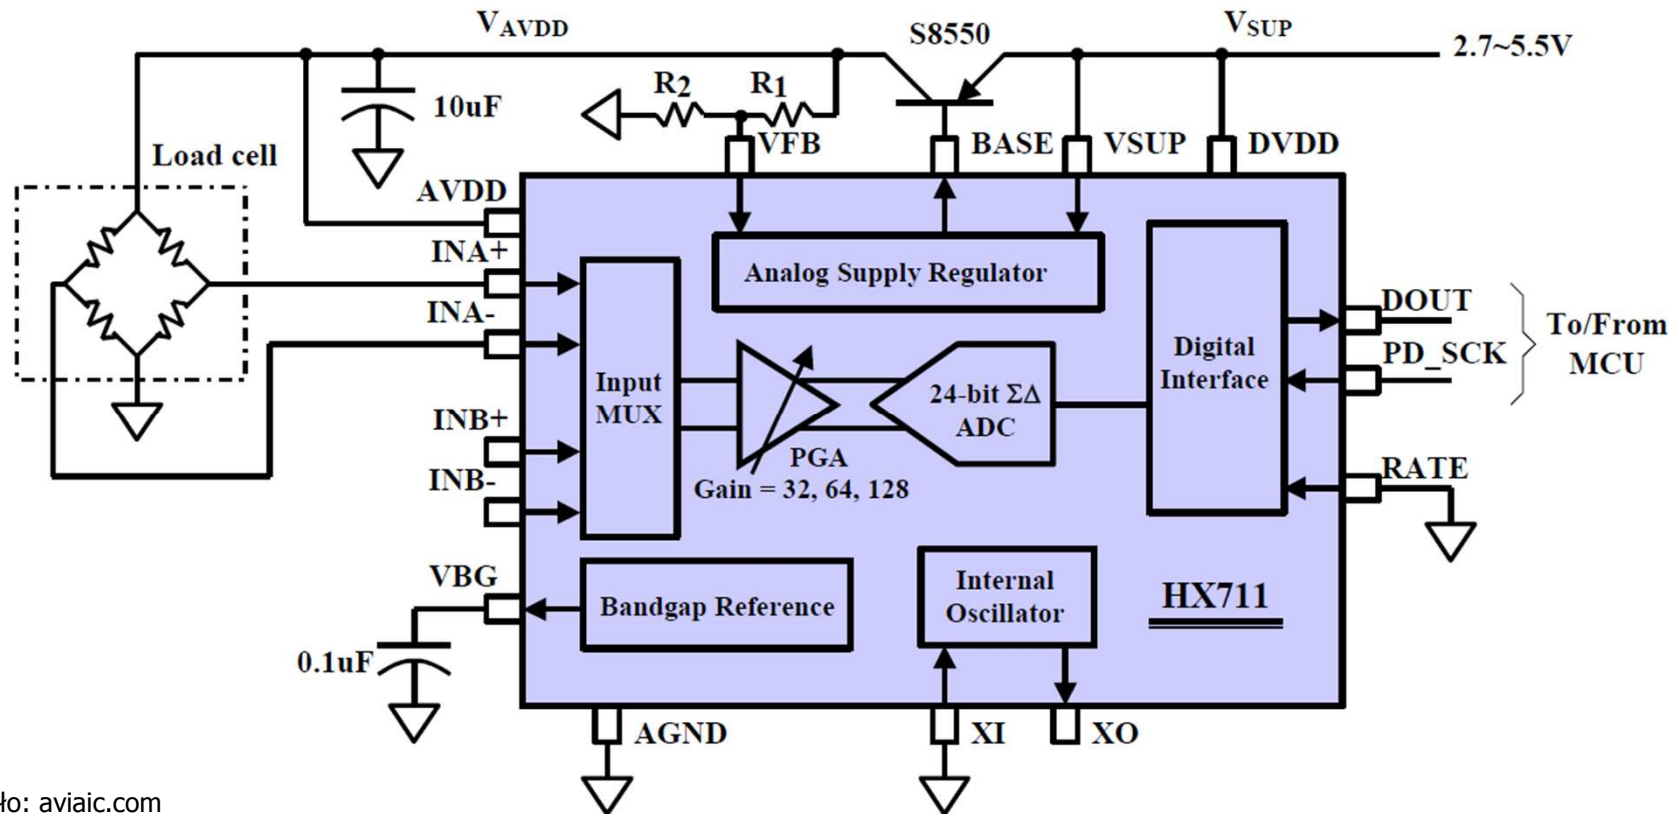 VAVDD
S8550
VSUP
2.7~5.5V
R2
R1
10uF
VFB
BASE
VSUP
DVDD
Load cell
AVDD
INA+
Analog Supply Regulator
INA-
DOUT
To/From
MCU
PD_SCK
Digital
Interface
Input
MUX
24-bit ΣΔ
ADC
INB+
PGA
Gain = 32, 64, 128
RATE
INB-
VBG
Bandgap Reference
Internal
Oscillator
HX711
0.1uF
AGND
XI
XO
ło: aviaic.com